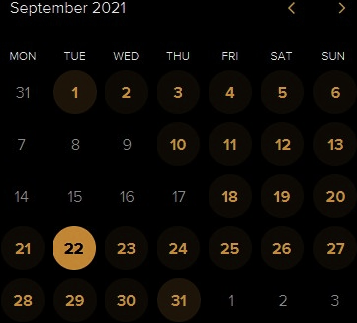 September 2021
MON TUE WED THU FRI SAT SUN
31 1 2 3 4 5 6
7 8 9 10 11 12 13
14 15 16 17 18 19 20
21 22 23 24 25 26 27
28 29 30 31 1 2 3